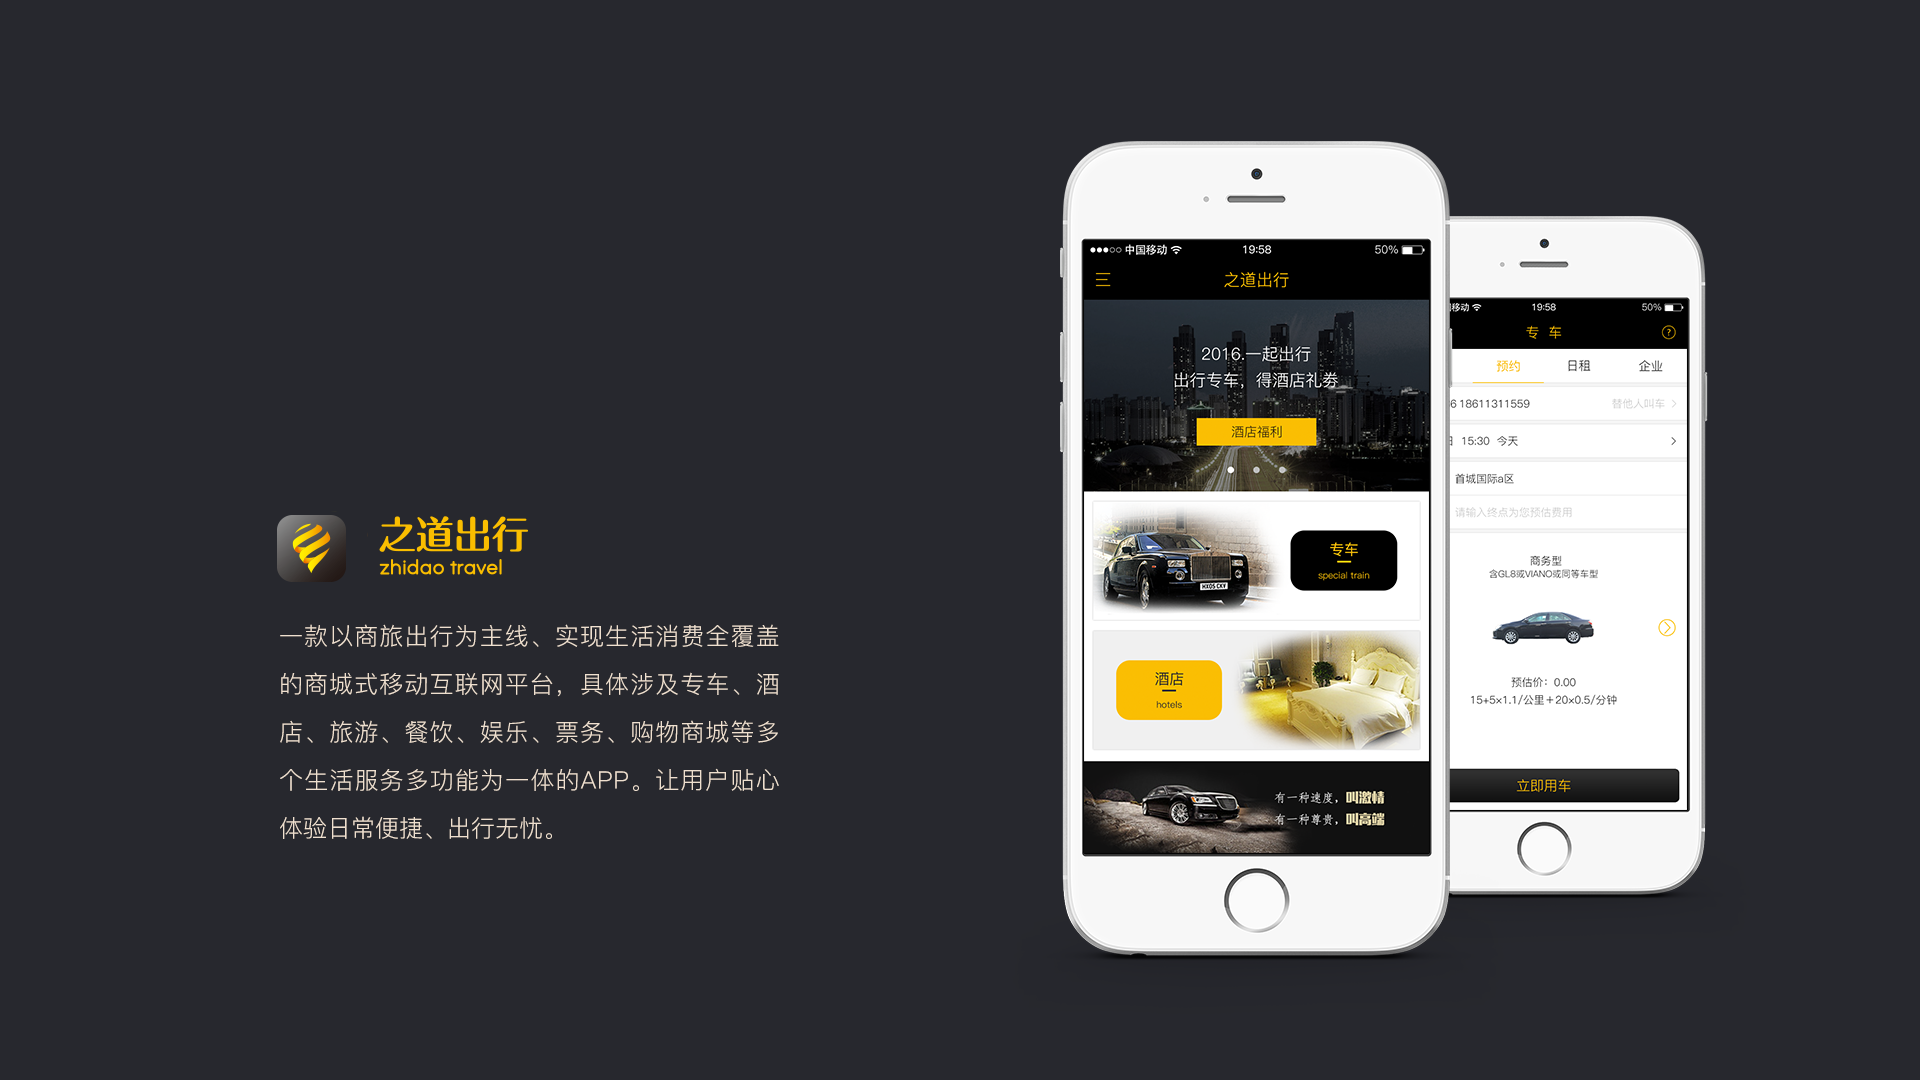 之道出行
zhidao travel
一款以商旅出行为主线、实现生活消费全覆盖
的商城式移动互联网平台，具体涉及专车、酒
店、旅游、餐饮、娱乐、票务、购物商城等多
个生活服务多功能为一体的APP。让用户贴心
体验日常便捷、出行无忧。
中国移动 19:58 50%
之道出行
2016.一起出行
出行专车，得酒店礼券
酒店福利
HX05 CXY
专车
special train
酒店
hotels
有一种速度，叫激情
有一种尊贵，叫高端
移动 19:58 50%
专 车 ?
预约 日租 企业
6 18611311559 替他人叫车
日 15:30 今天
首城国际a区
请输入终点为您预估费用
商务型
含GL8或VIANO或同等车型
预估价：0.00
15+5×1.1/公里＋20×0.5/分钟
立即用车